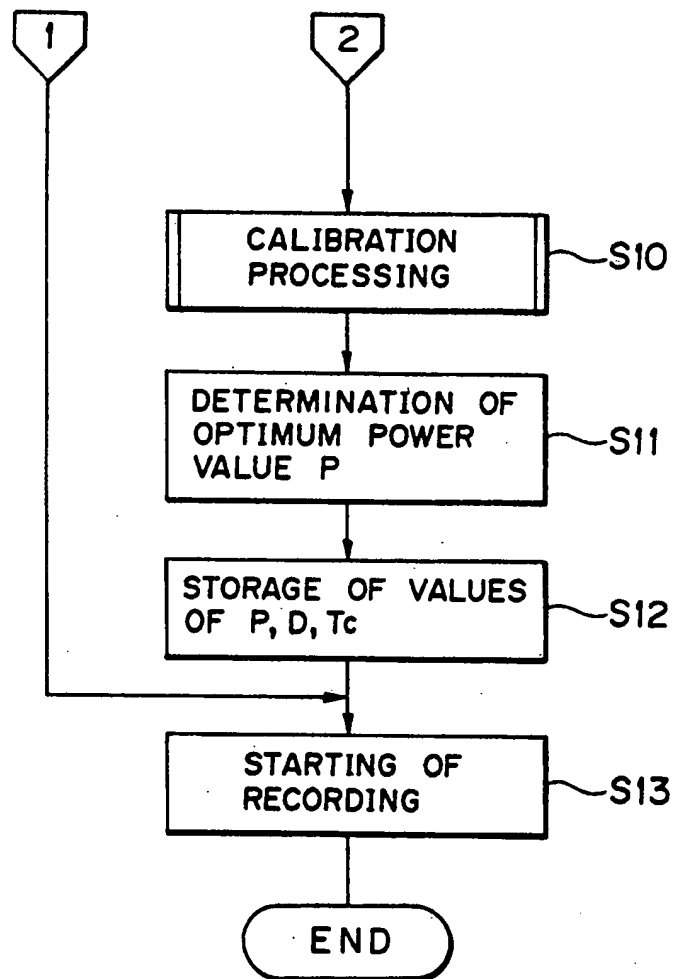 1
2
CALIBRATION
PROCESSING
S10
DETERMINATION OF
OPTIMUM POWER
VALUE P
S11
STORAGE OF VALUES
OF P, D, Tc
S12
STARTING OF
RECORDING
S13
END